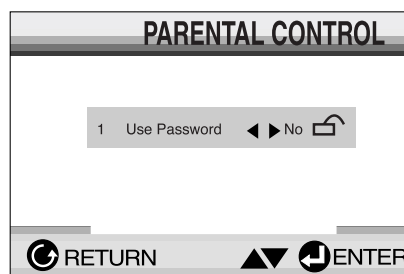 PARENTAL CONTROL
1 Use Password ◀ ▶ No
RETURN ▲▼ ENTER